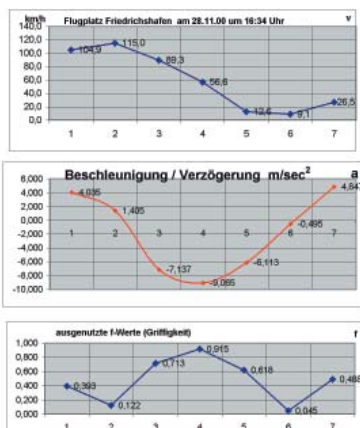 km/h Flugplatz Friedrichshafen am 28.11.00 um 16:34 Uhr v
140,0
120,0
100,0
80,0
60,0
40,0
20,0
0,0
104,9 115,0 89,3 56,6 12,6 9,1 26,5
1 2 3 4 5 6 7
Beschleunigung / Verzögerung m/sec² a
6,000
4,000
2,000
0,000
-2,000
-4,000
-6,000
-8,000
-10,000
4,035 1,405 -7,137 -9,065 -6,113 -0,495
1 2 3 4 5 6 7
ausgenutzte f-Werte (Griffigkeit) f
1,000
0,800
0,600
0,400
0,200
0,000
0,393 0,122 0,713 0,915 0,618 0,045
1 2 3 4 5 6 7